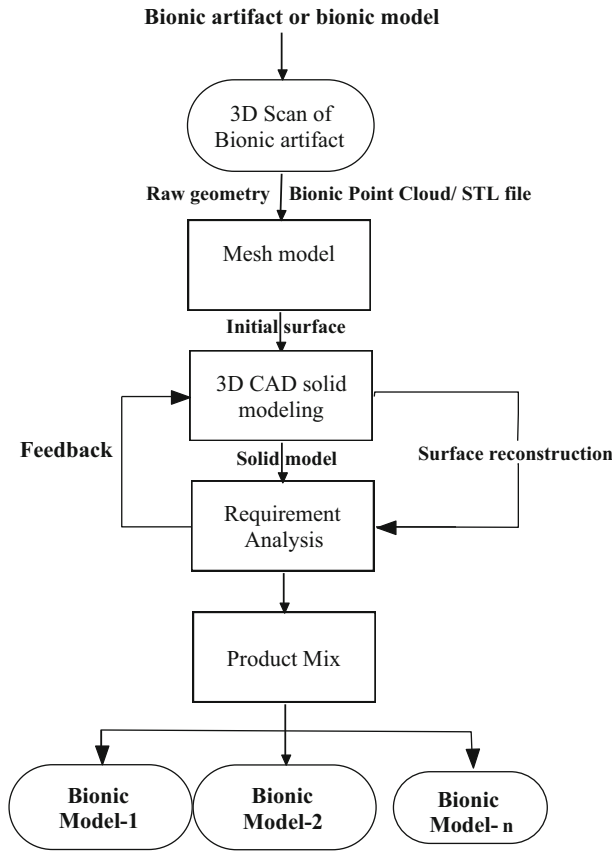 Bionic artifact or bionic model
3D Scan of
Bionic artifact
Raw geometry
Bionic Point Cloud/ STL file
Mesh model
Initial surface
3D CAD solid
modeling
Feedback
Solid model
Surface reconstruction
Requirement
Analysis
Product Mix
Bionic
Model-1
Bionic
Model-2
Bionic
Model- n